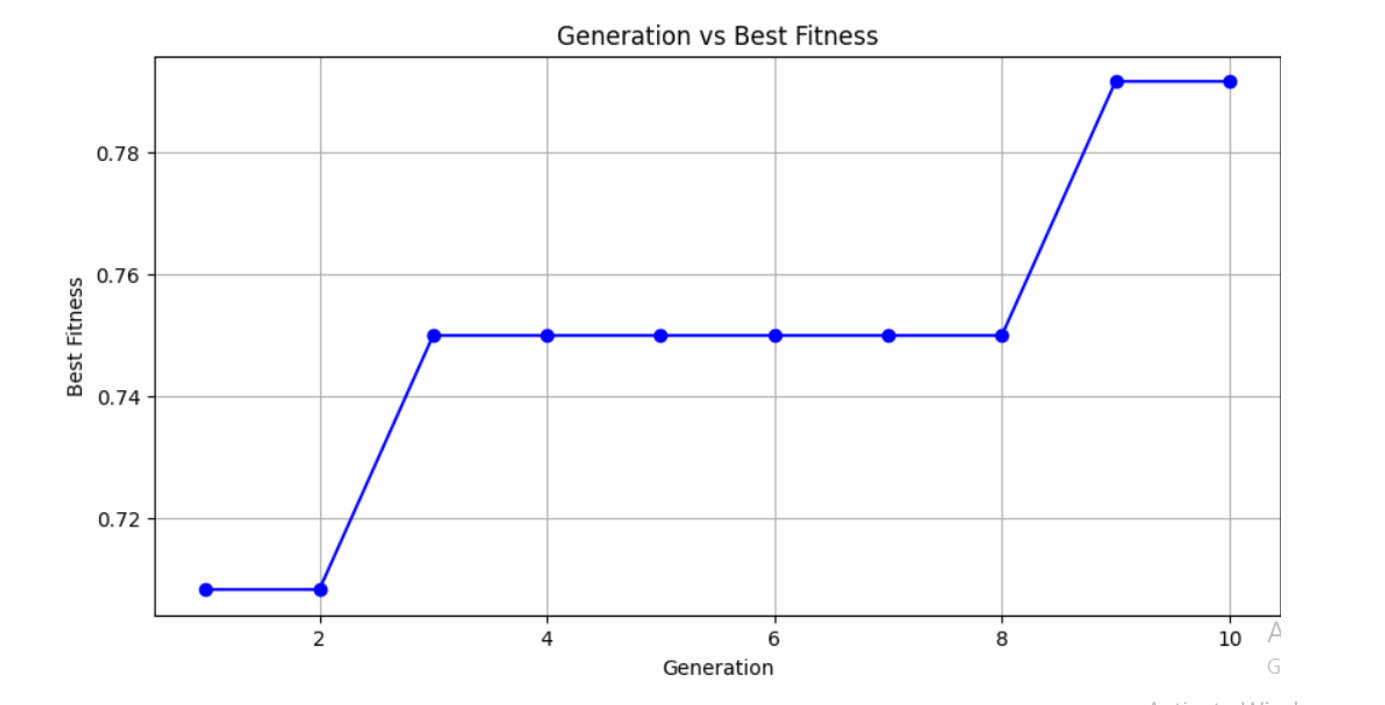 Generation vs Best Fitness
Best Fitness
0.78
0.76
0.74
0.72
2 4 6 8 10
Generation